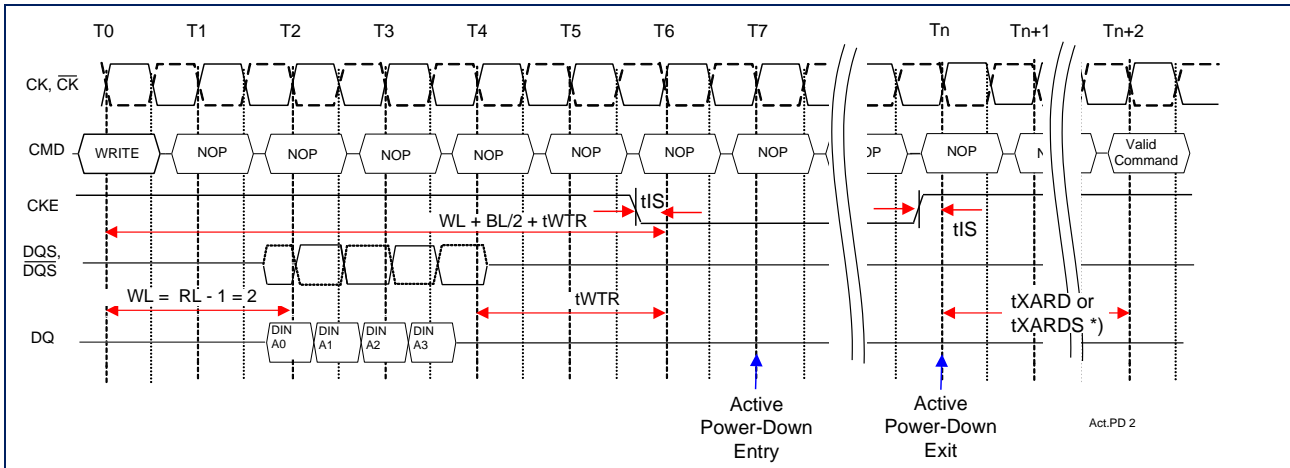 T0 T1 T2 T3 T4 T5 T6 T7 Tn Tn+1 Tn+2
CK, CK
CMD WRITE NOP NOP NOP NOP NOP NOP NOP OP NOP N Valid
Command
CKE tIS
WL + BL/2 + tWTR tIS
DQS,
DQS
WL = RL - 1 = 2 tWTR tXARD or
tXARDS *)
DQ DIN
A0 DIN
A1 DIN
A2 DIN
A3
Active
Power-Down
Entry
Active
Power-Down
Exit
Act.PD 2